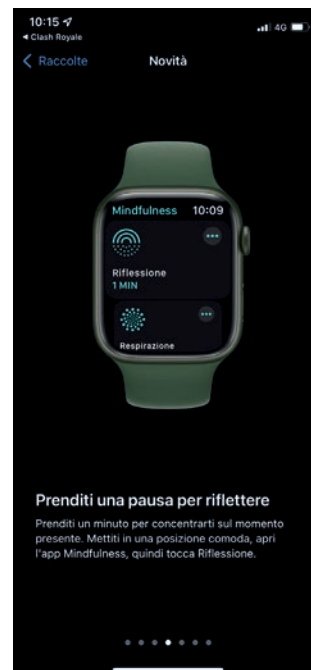 10:15
4G
◀ Clash Royale
Raccolte
Novità
Mindfulness 10:09
Riflessione
1 MIN
Respirazione
Prenditi una pausa per riflettere
Prenditi un minuto per concentrarti sul momento
presente. Mettiti in una posizione comoda, apri
l'app Mindfulness, quindi tocca Riflessione.